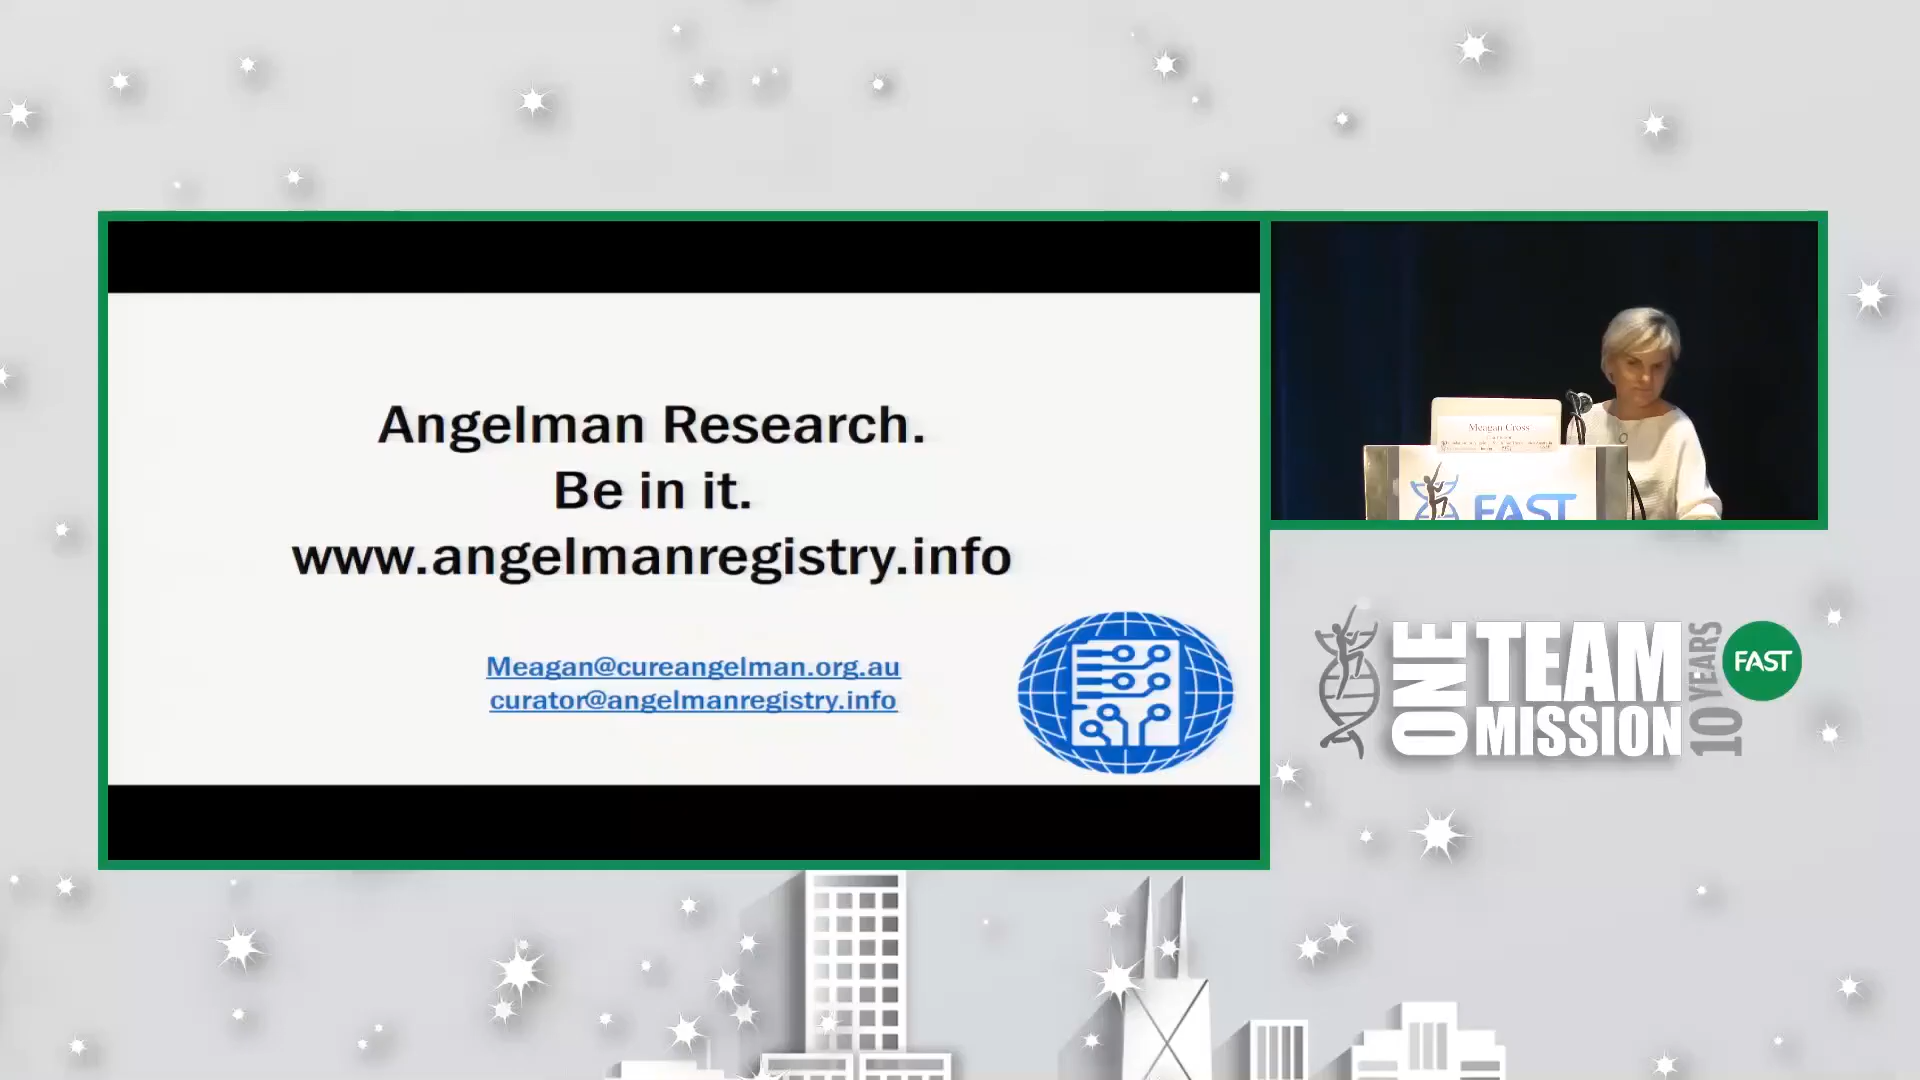 Angelman Research.
Be in it.
www.angelmanregistry.info
Meagan@cureangelman.org.au
curator@angelmanregistry.info
Meagan Cross
FAST
ONE
TEAM
MISSION
10 YEARS
FAST